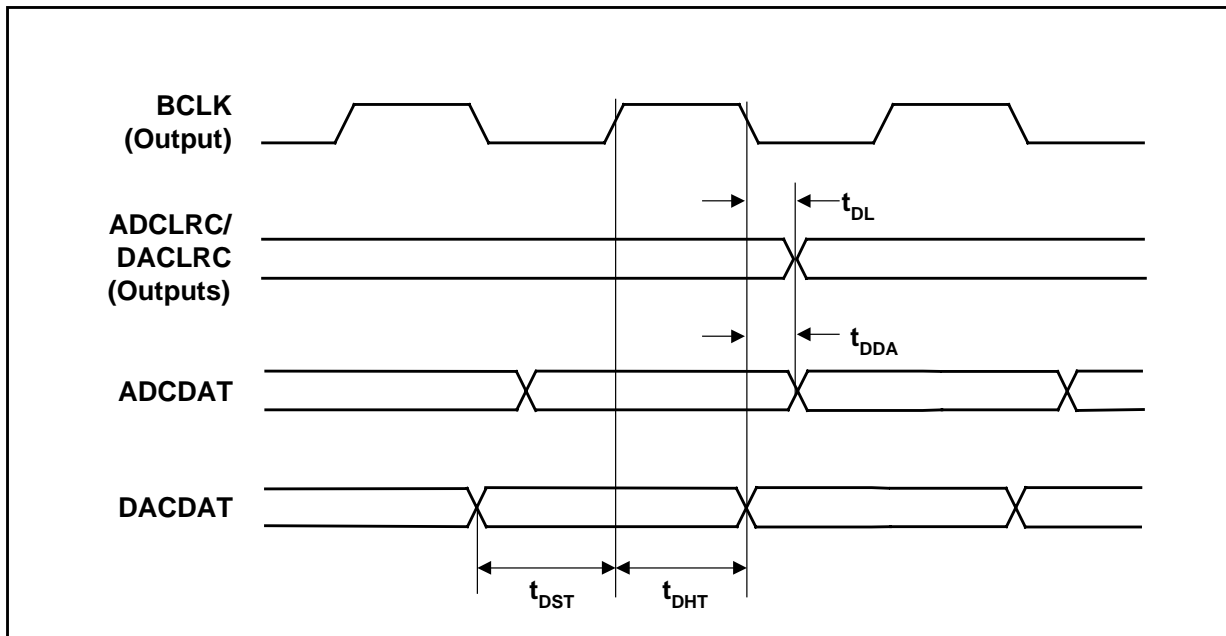 BCLK
(Output)
ADCLRC/
DACLRC
(Outputs)
tDL
tDDA
ADCDAT
DACDAT
tDST
tDHT